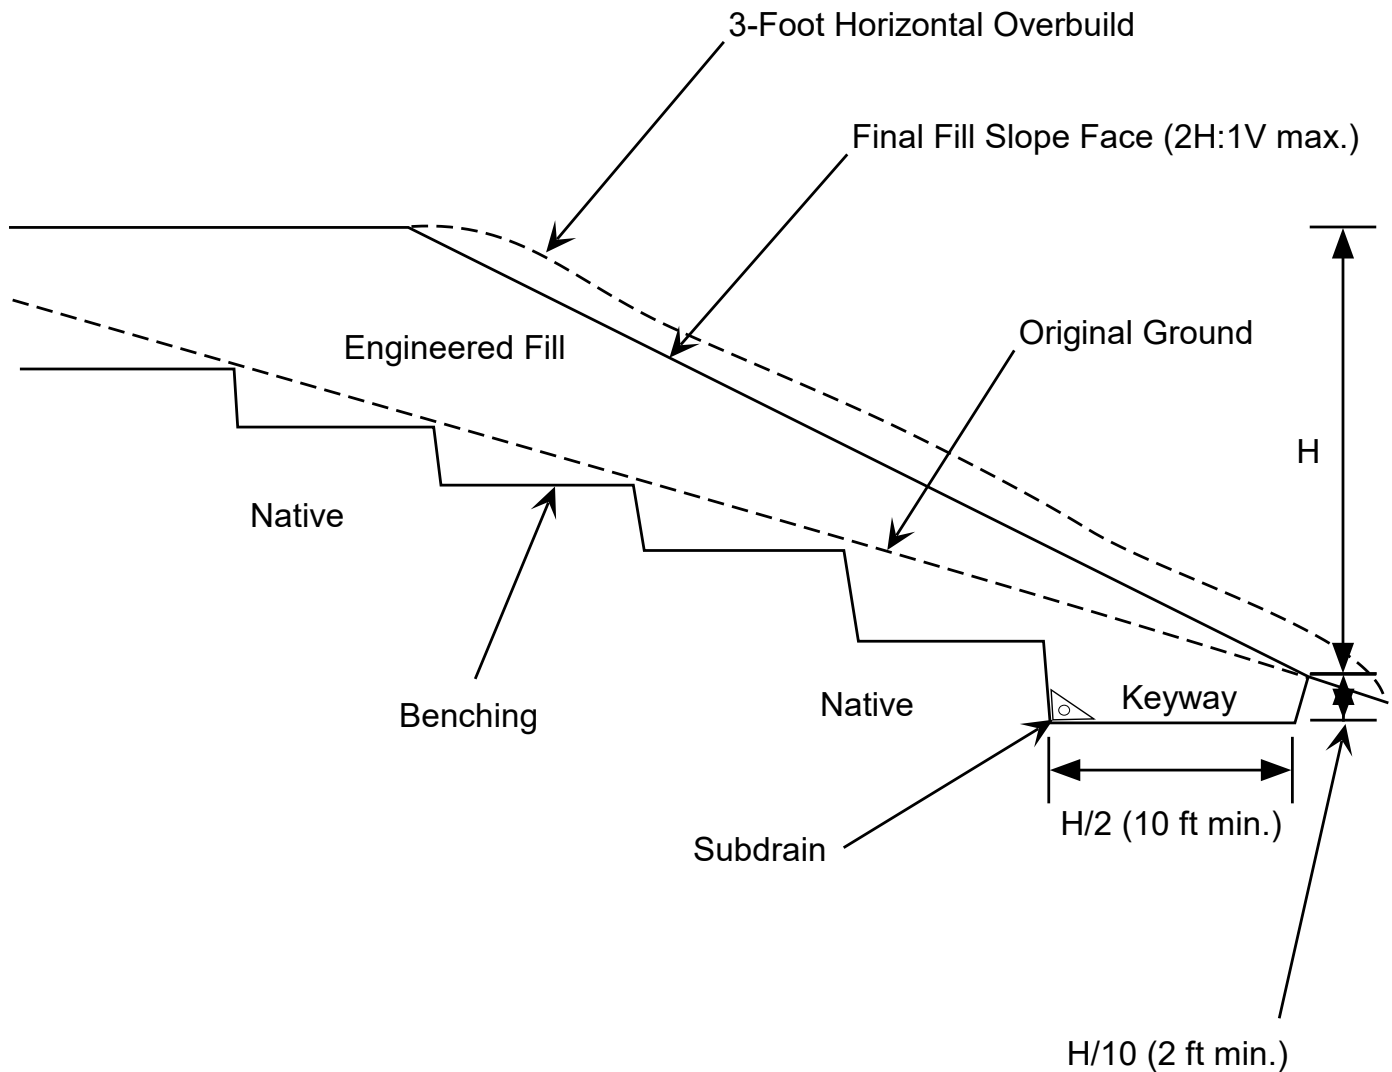 3-Foot Horizontal Overbuild
Final Fill Slope Face (2H:1V max.)
Original Ground
Engineered Fill
H
Native
Benching
Native
Keyway
H/2 (10 ft min.)
Subdrain
H/10 (2 ft min.)